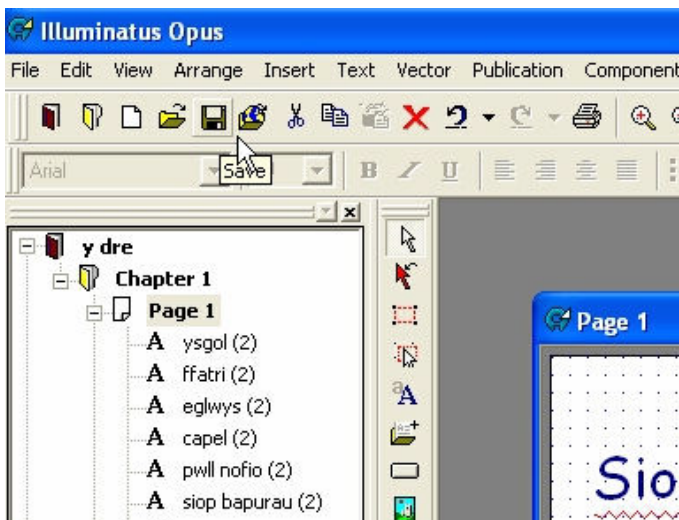 Illuminatus Opus
File Edit View Arrange Insert Text Vector Publication Component
Arial
Save
B I U
y dre
Chapter 1
Page 1
A ysgol (2)
A ffatri (2)
A eglwys (2)
A capel (2)
A pwll nofio (2)
A siop bapurau (2)
Page 1
Sio